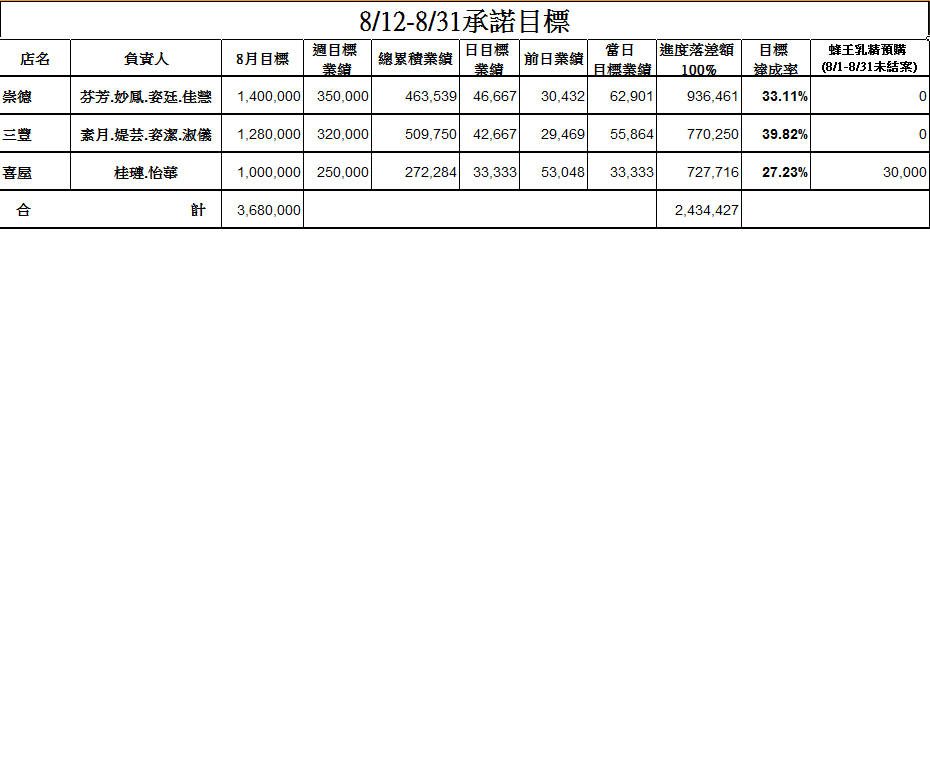 8/12-8/31承諾目標
店名 負責人 8月目標 週目標業績 總累積業績 日目標業績 前日業績 當日目標業績 進度落差額100% 目標達成率 蜂王乳精預購(8/1-8/31未結案)
崇德 芬芳.妙鳳.姿廷.佳慧 1,400,000 350,000 463,539 46,667 30,432 62,901 936,461 33.11% 0
三豐 素月.媞芸.姿潔.淑儀 1,280,000 320,000 509,750 42,667 29,469 55,864 770,250 39.82% 0
喜屋 桂璉.怡華 1,000,000 250,000 272,284 33,333 53,048 33,333 727,716 27.23% 30,000
合 計 3,680,000 2,434,427